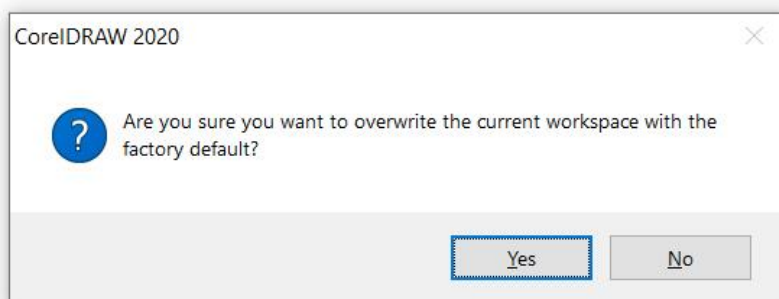 CorelDRAW 2020
?
Are you sure you want to overwrite the current workspace with the
factory default?
Yes
No